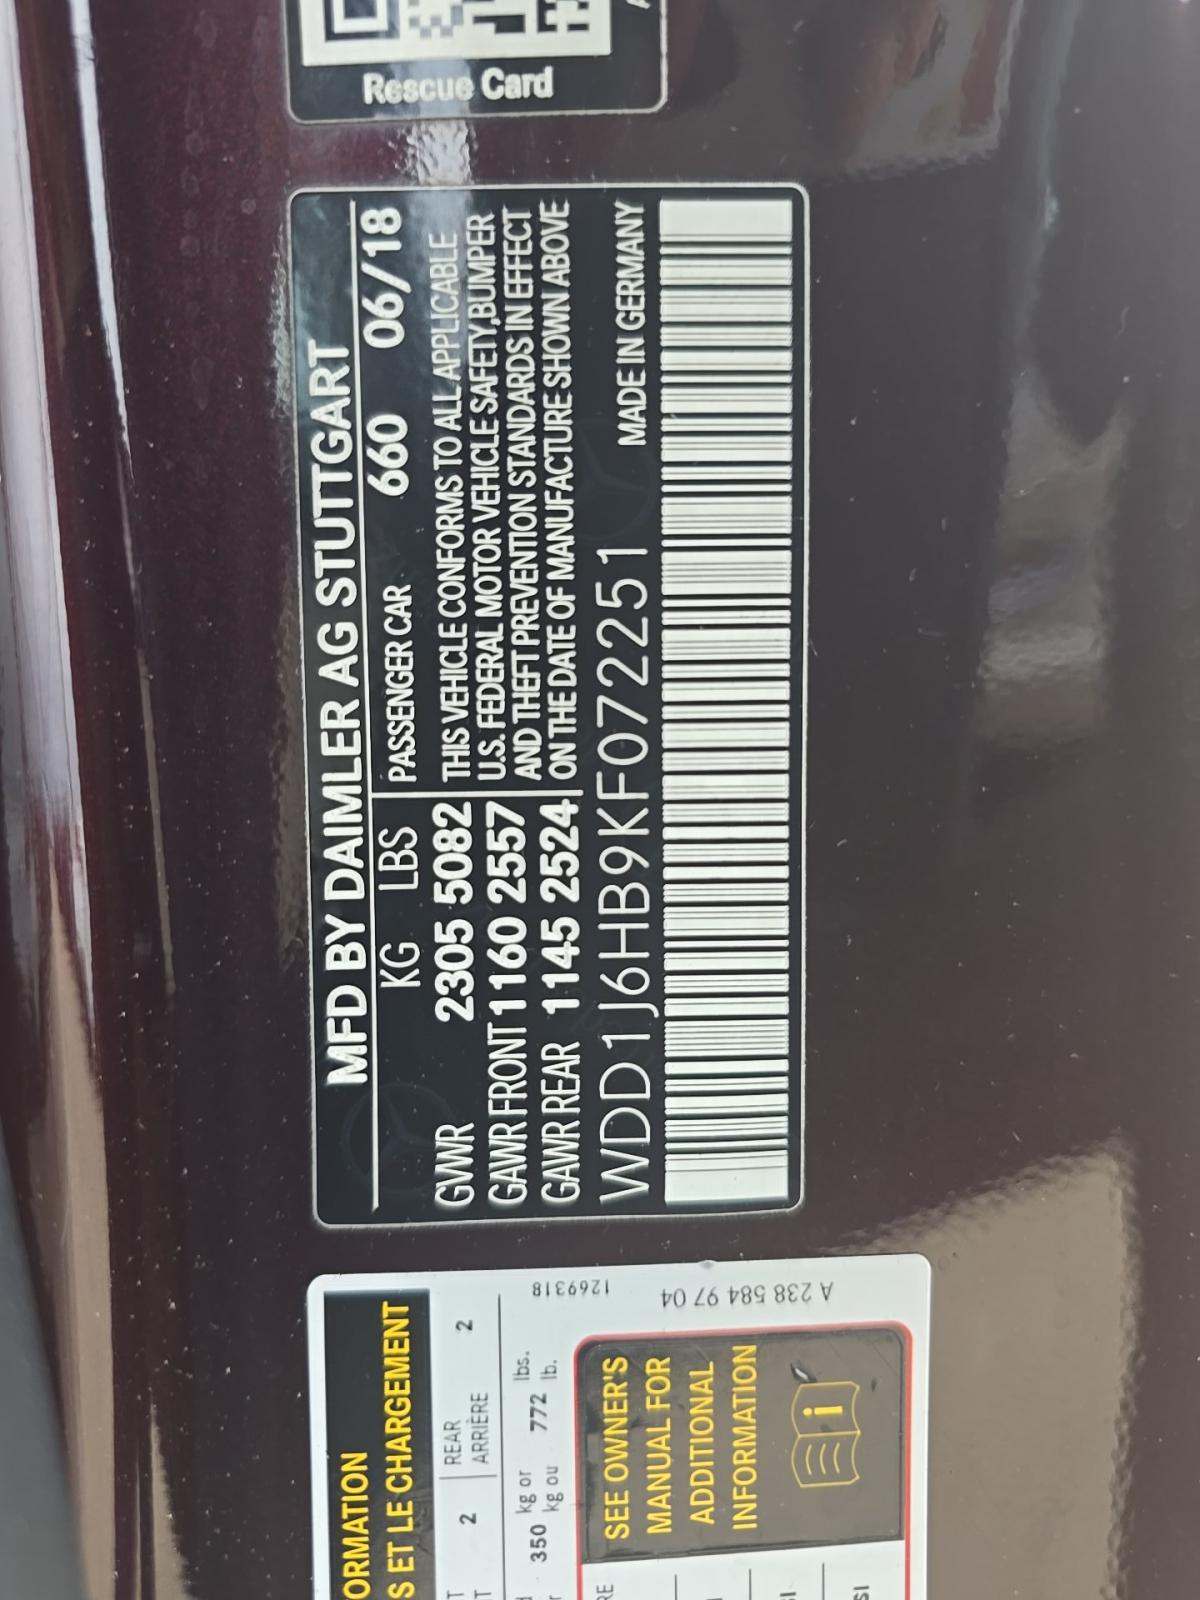 Rescue Card
MFD BY DAIMLER AG STUTTGART
KG LBS PASSENGER CAR 660 06/18
GVWR 2305 5082 THIS VEHICLE CONFORMS TO ALL APPLICABLE
U.S. FEDERAL MOTOR VEHICLE SAFETY,BUMPER
GAWR FRONT 1160 2557 AND THEFT PREVENTION STANDARDS IN EFFECT
GAWR REAR 1145 2524 ON THE DATE OF MANUFACTURE SHOWN ABOVE
WDD1J6HB9KF072251 MADE IN GERMANY
ORMATION
S ET LE CHARGEMENT
2 REAR 2
ARRIÈRE
350 kg or 772 lbs.
kg ou lb.
SEE OWNER'S
MANUAL FOR
ADDITIONAL
INFORMATION
1269318
A 238 584 97 04